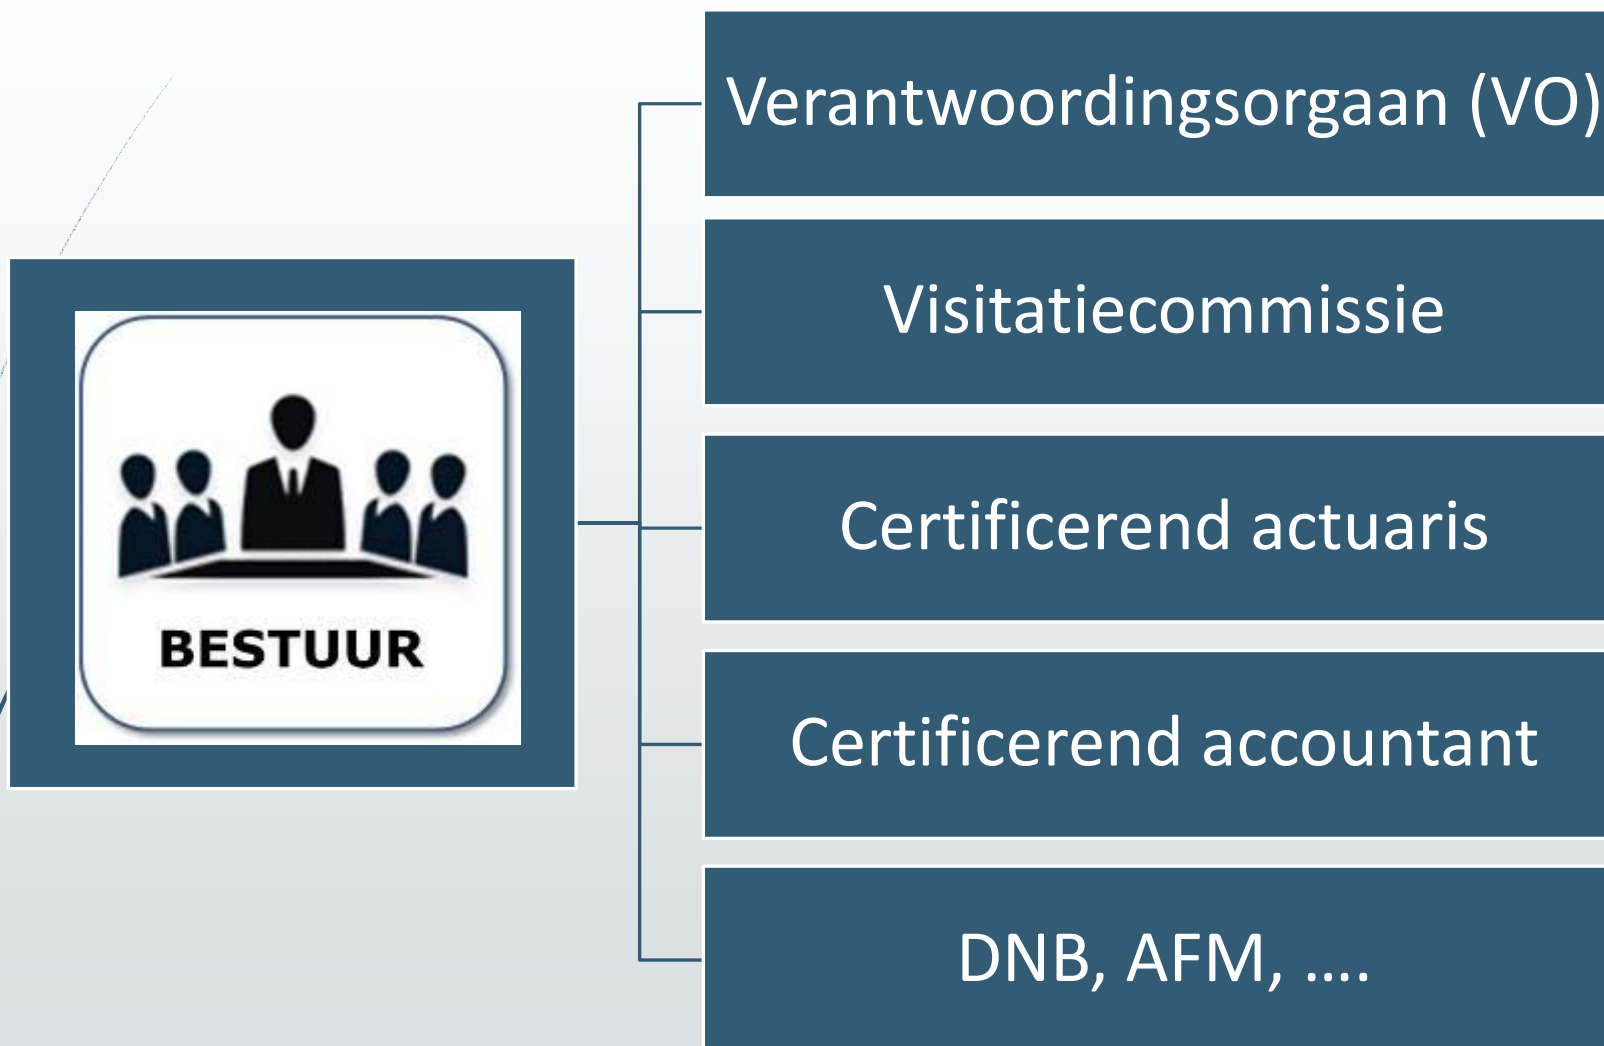 BESTUUR
Verantwoordingsorgaan (VO)
Visitatiecommissie
Certificerend actuaris
Certificerend accountant
DNB, AFM, ....